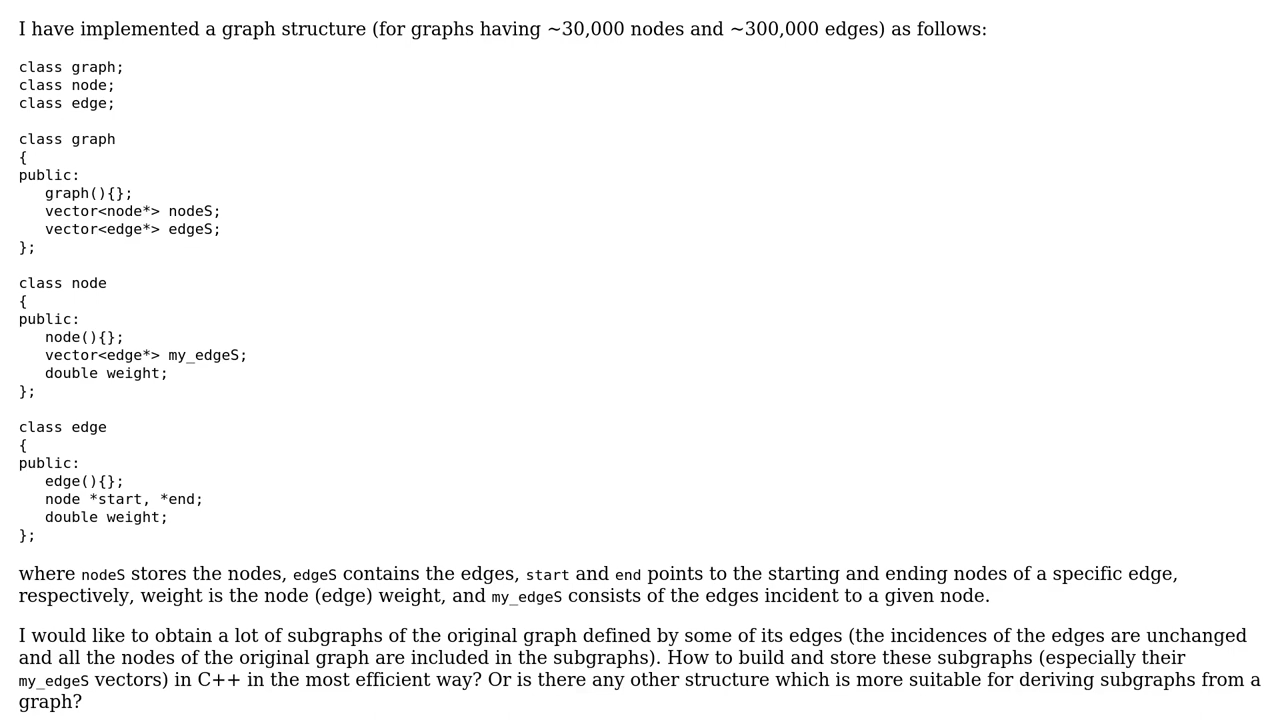 I have implemented a graph structure (for graphs having ~30,000 nodes and ~300,000 edges) as follows:
class graph;
class node;
class edge;
class graph
{
public:
   graph(){};
   vector<node*> nodeS;
   vector<edge*> edgeS;
};
class node
{
public:
   node(){};
   vector<edge*> my_edgeS;
   double weight;
};
class edge
{
public:
   edge(){};
   node *start, *end;
   double weight;
};
where nodeS stores the nodes, edgeS contains the edges, start and end points to the starting and ending nodes of a specific edge,
respectively, weight is the node (edge) weight, and my_edgeS consists of the edges incident to a given node.
I would like to obtain a lot of subgraphs of the original graph defined by some of its edges (the incidences of the edges are unchanged
and all the nodes of the original graph are included in the subgraphs). How to build and store these subgraphs (especially their
my_edgeS vectors) in C++ in the most efficient way? Or is there any other structure which is more suitable for deriving subgraphs from a
graph?